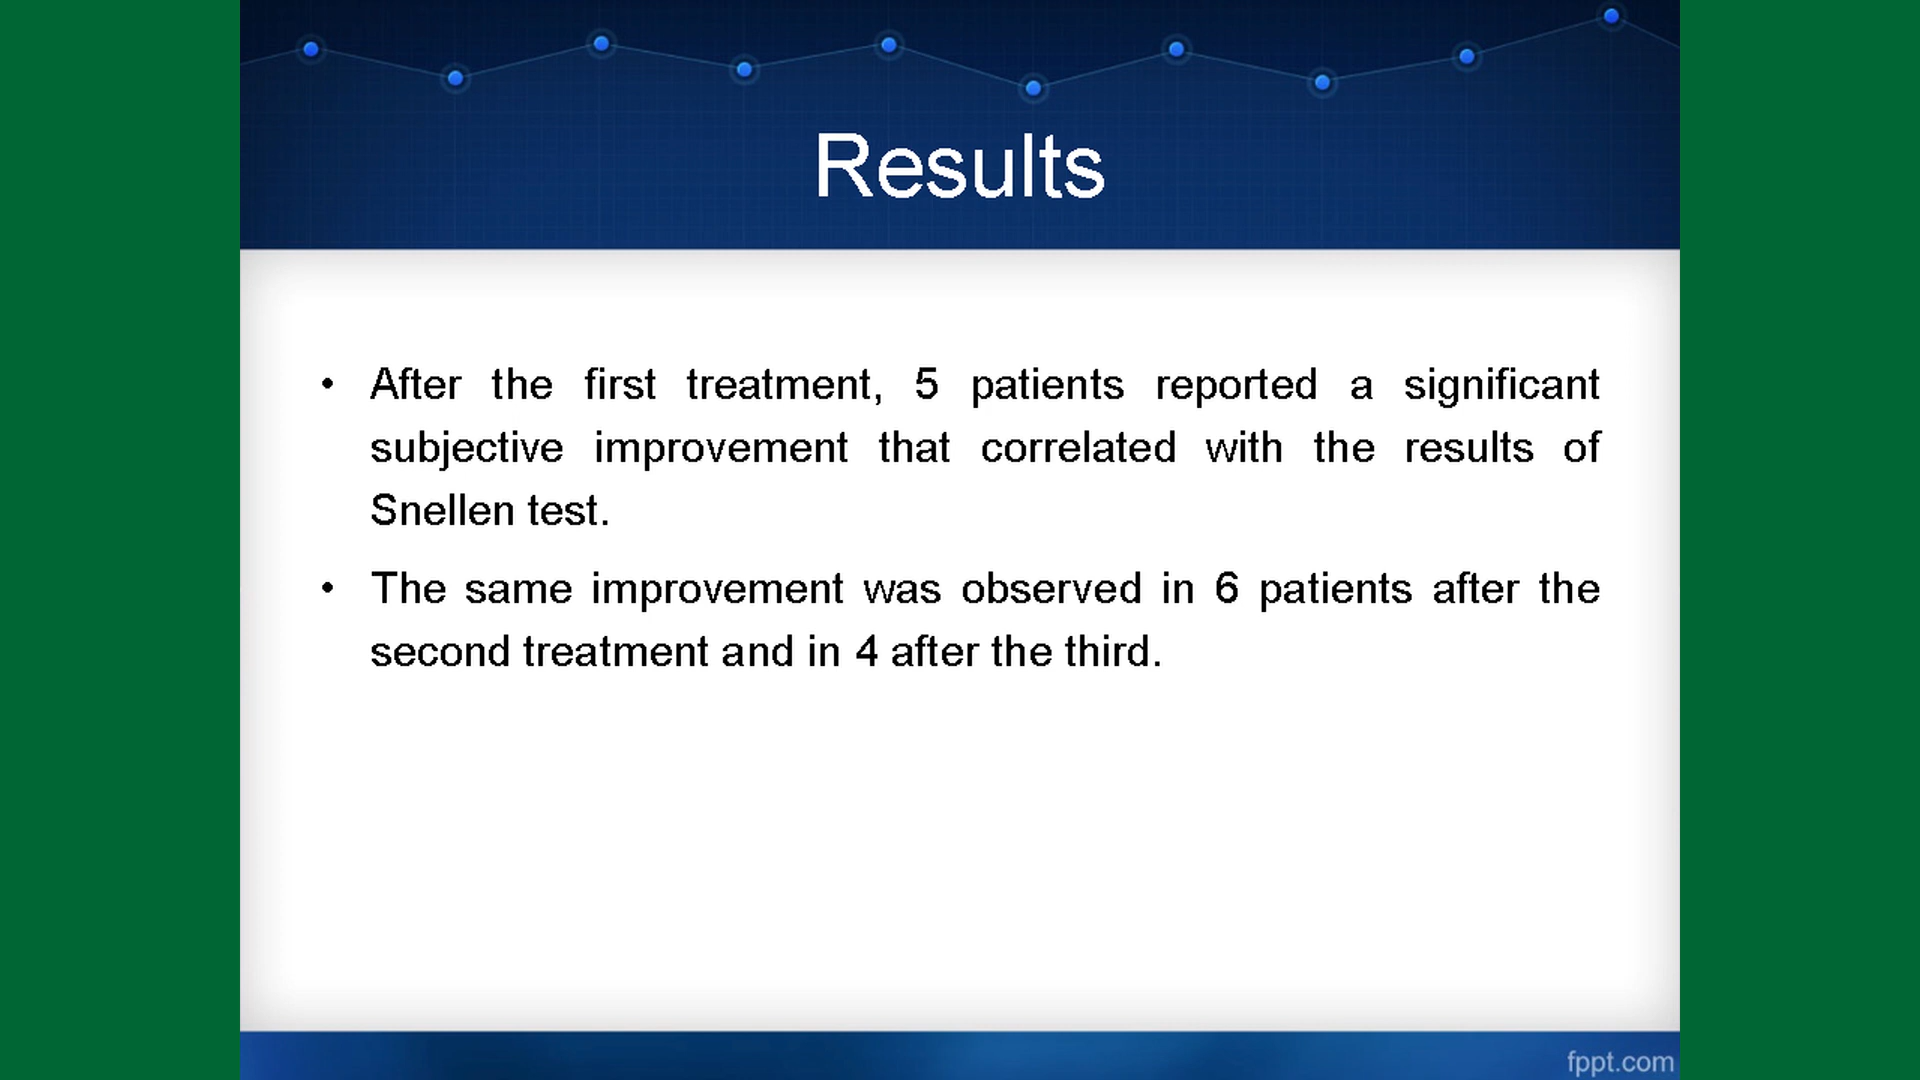 Results
• After the first treatment, 5 patients reported a significant
subjective improvement that correlated with the results of
Snellen test.
• The same improvement was observed in 6 patients after the
second treatment and in 4 after the third.
fppt.com